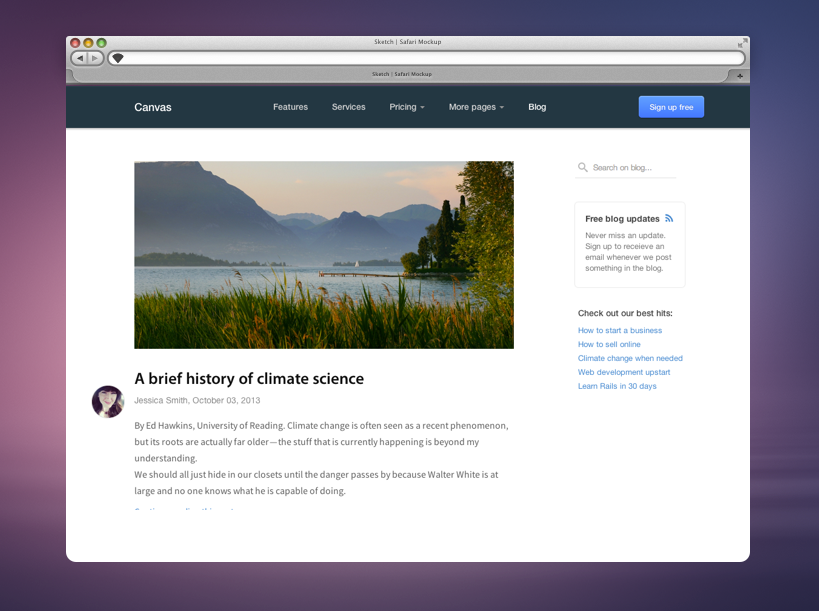 Sketch | Safari Mockup
Sketch | Safari Mockup
Canvas
Features
Services
Pricing
More pages
Blog
Sign up free
Search on blog...
Free blog updates
Never miss an update.
Sign up to receieve an
email whenever we post
something in the blog.
Check out our best hits:
How to start a business
How to sell online
Climate change when needed
Web development upstart
Learn Rails in 30 days
A brief history of climate science
Jessica Smith, October 03, 2013
By Ed Hawkins, University of Reading. Climate change is often seen as a recent phenomenon,
but its roots are actually far older—the stuff that is currently happening is beyond my
understanding.
We should all just hide in our closets until the danger passes by because Walter White is at
large and no one knows what he is capable of doing.